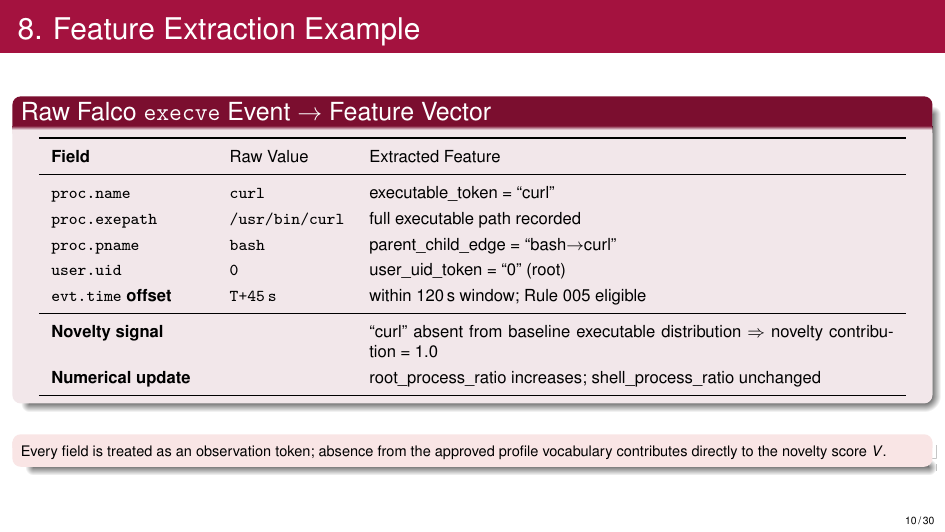 8. Feature Extraction Example
Raw Falco execve Event → Feature Vector
Field Raw Value Extracted Feature
proc.name curl executable_token = “curl”
proc.exepath /usr/bin/curl full executable path recorded
proc.pname bash parent_child_edge = “bash→curl”
user.uid 0 user_uid_token = “0” (root)
evt.time offset T+45 s within 120 s window; Rule 005 eligible
Novelty signal “curl” absent from baseline executable distribution ⇒ novelty contribu-
tion = 1.0
Numerical update root_process_ratio increases; shell_process_ratio unchanged
Every field is treated as an observation token; absence from the approved profile vocabulary contributes directly to the novelty score V.
10 / 30